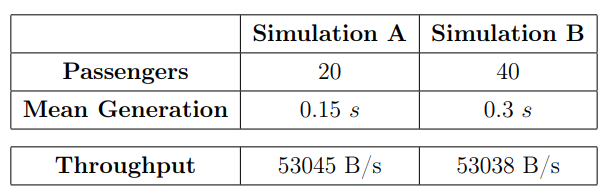 Simulation A Simulation B
Passengers 20 40
Mean Generation 0.15 s 0.3 s
Throughput 53045 B/s 53038 B/s